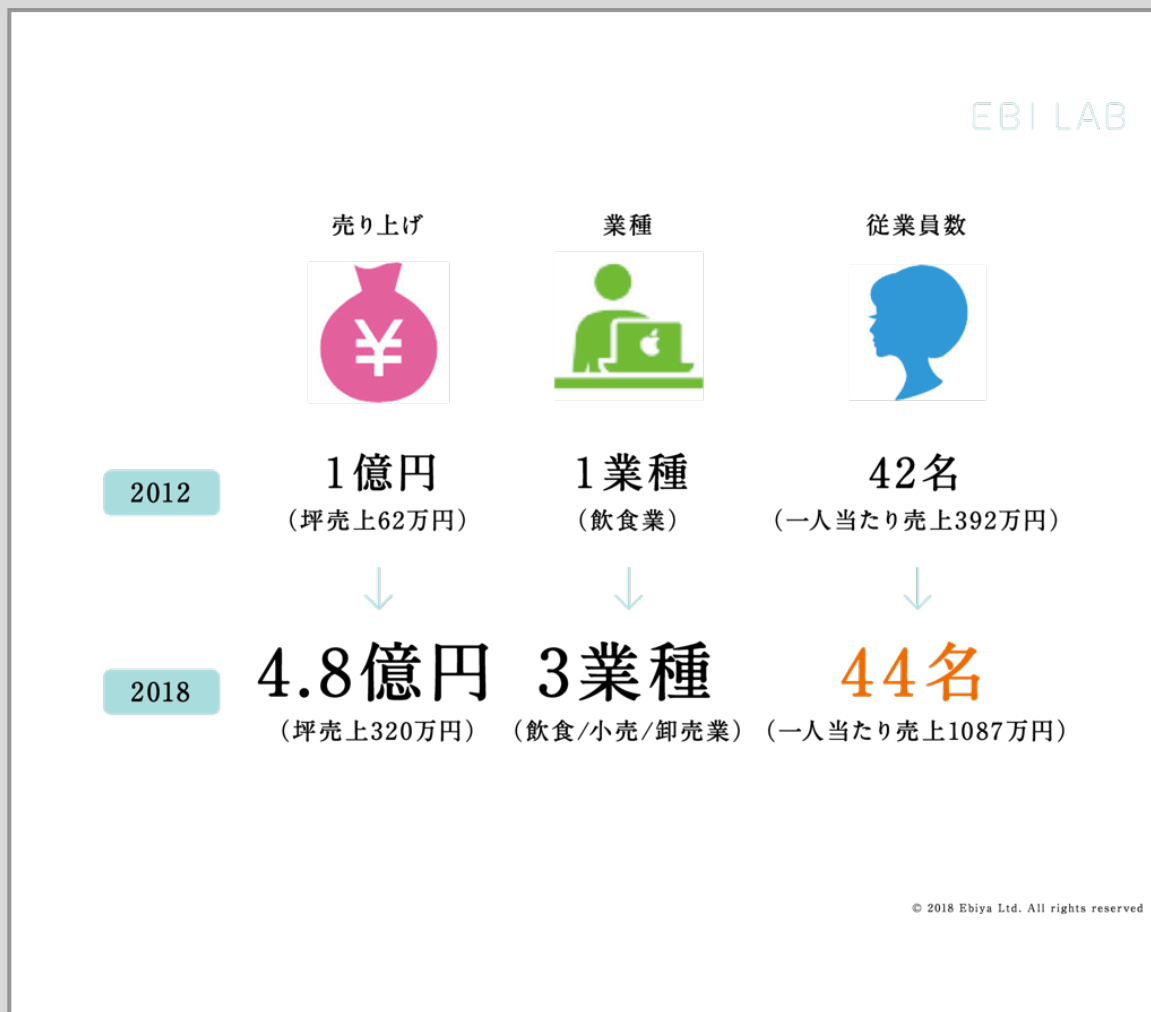 EBI LAB
売り上げ
業種
従業員数
¥
2012
1億円
1業種
42名
（坪売上62万円）
（飲食業）
（一人当たり売上392万円）
2018
4.8億円
3業種
44名
（坪売上320万円）
（飲食/小売/卸売業）
（一人当たり売上1087万円）
© 2018 Ebiya Ltd. All rights reserved